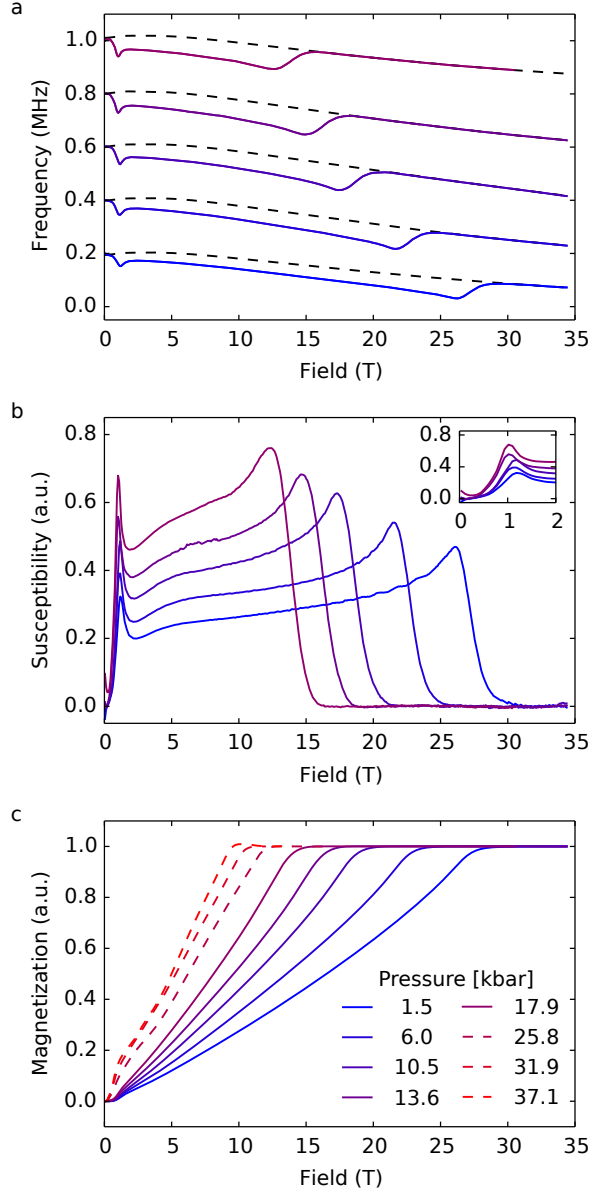 a
1.0
0.8
0.6
0.4
0.2
0.0
Frequency (MHz)
0 5 10 15 20 25 30 35
Field (T)
b
0.8
0.6
0.4
0.2
0.0
Susceptibility (a.u.)
0.8
0.4
0.0
0 1 2
0 5 10 15 20 25 30 35
Field (T)
c
1.0
0.8
0.6
0.4
0.2
0.0
Magnetization (a.u.)
Pressure [kbar]
1.5 17.9
6.0 25.8
10.5 31.9
13.6 37.1
0 5 10 15 20 25 30 35
Field (T)